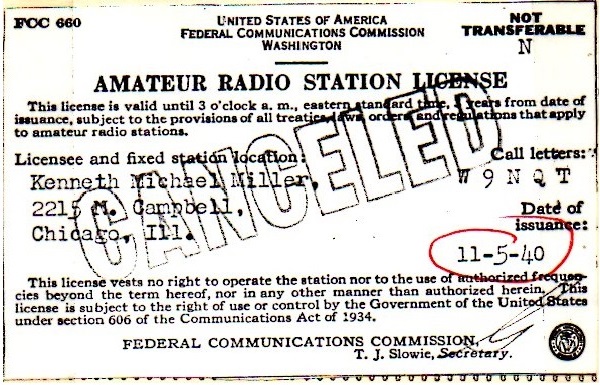 FCC 660
UNITED STATES OF AMERICA
FEDERAL COMMUNICATIONS COMMISSION
WASHINGTON
NOT
TRANSFERABLE
N
AMATEUR RADIO STATION LICENSE
This license is valid until 3 o'clock a. m., eastern standard time, years from date of
issuance, subject to the provisions of all treaties, laws, orders, and regulations that apply
to amateur radio stations.
Licensee and fixed station location:
Kenneth Michael Miller,
2215 N. Campbell,
Chicago, Ill.
Call letters:
W 9 N Q T
Date of
issuance:
11-5-40
CANCELED
This license vests no right to operate the station nor to the use of authorized frequen-
cies beyond the term hereof, nor in any other manner than authorized herein. This
license is subject to the right of use or control by the Government of the United States
under section 606 of the Communications Act of 1934.
FEDERAL COMMUNICATIONS COMMISSION,
T. J. Slowie, Secretary.